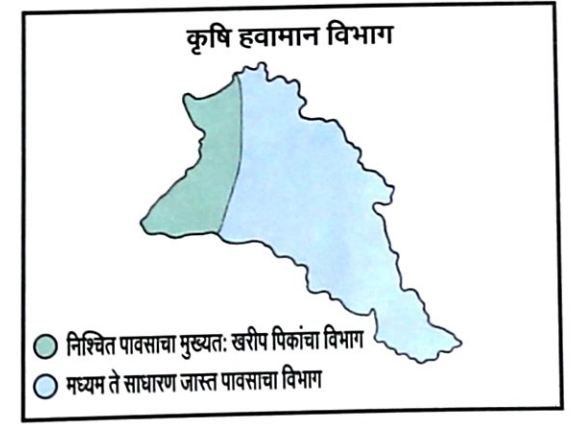 कृषि हवामान विभाग
निश्चित पावसाचा मुख्यत: खरीप पिकांचा विभाग
मध्यम ते साधारण जास्त पावसाचा विभाग